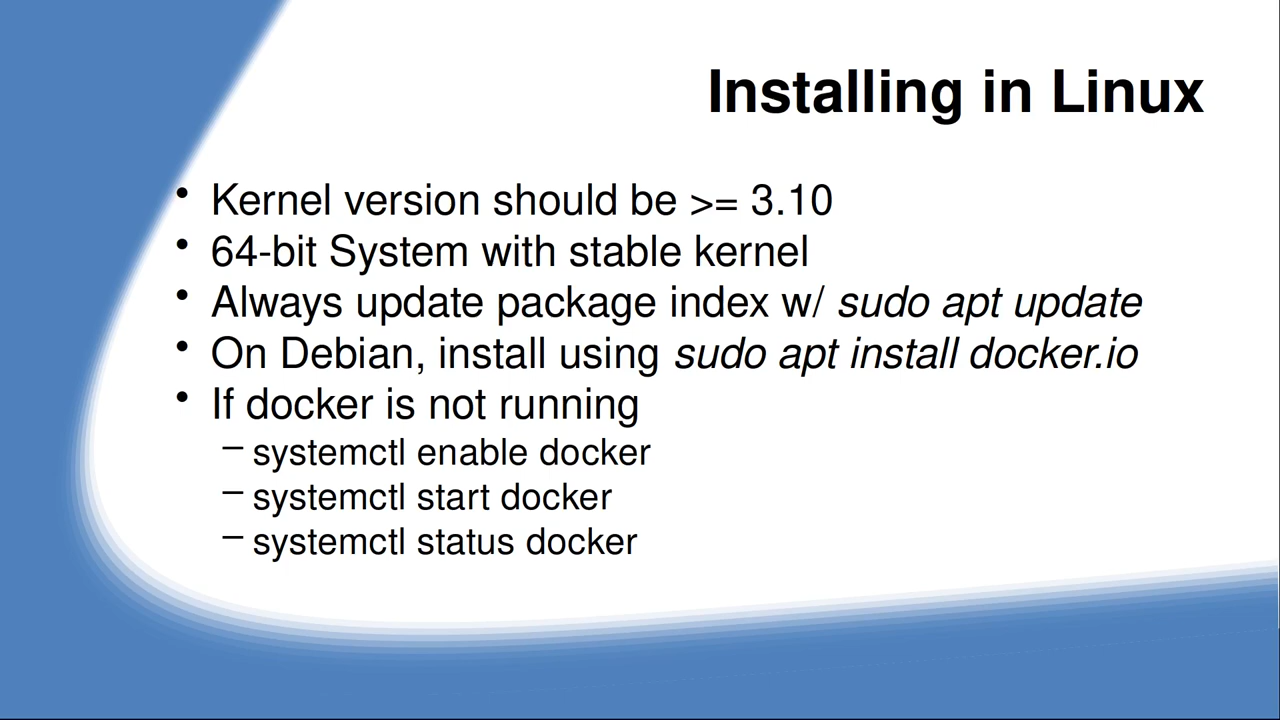 Installing in Linux
• Kernel version should be >= 3.10
• 64-bit System with stable kernel
• Always update package index w/ sudo apt update
• On Debian, install using sudo apt install docker.io
• If docker is not running
– systemctl enable docker
– systemctl start docker
– systemctl status docker